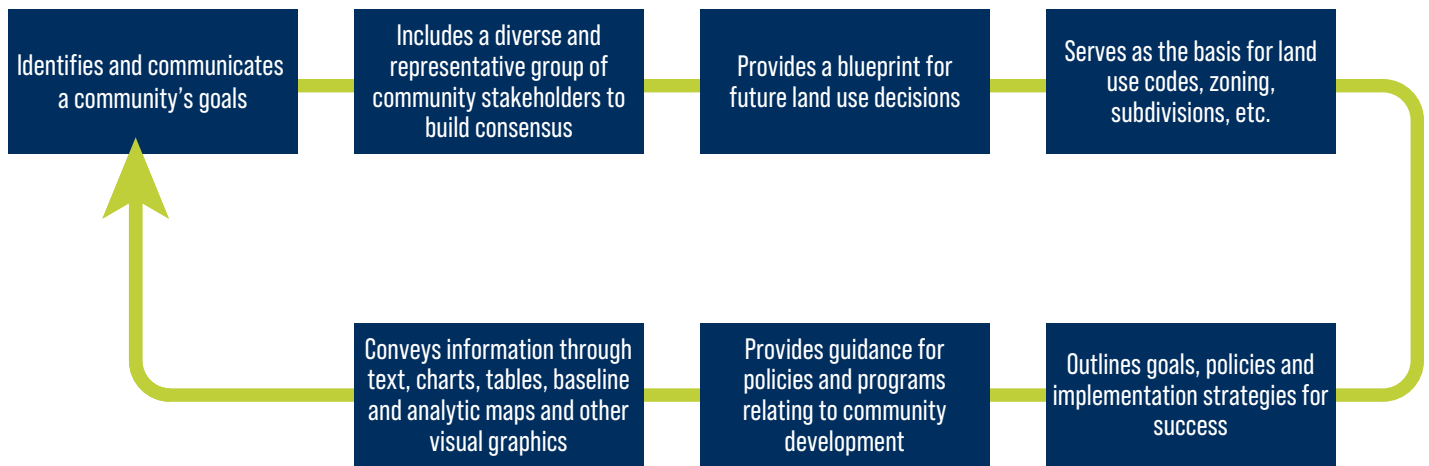 Identifies and communicates
a community's goals
Includes a diverse and
representative group of
community stakeholders to
build consensus
Provides a blueprint for
future land use decisions
Serves as the basis for land
use codes, zoning,
subdivisions, etc.
Outlines goals, policies and
implementation strategies for
success
Provides guidance for
policies and programs
relating to community
development
Conveys information through
text, charts, tables, baseline
and analytic maps and other
visual graphics